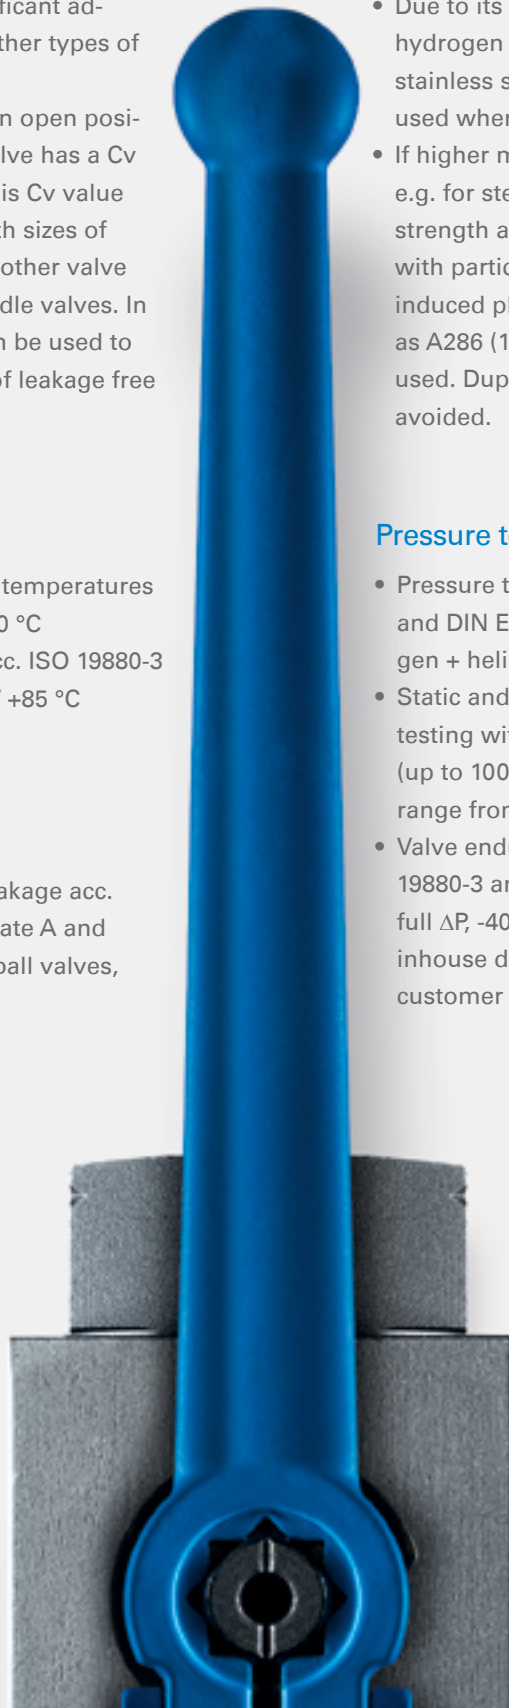 ficant ad-
ther types of
n open posi-
lve has a Cv
is Cv value
th sizes of
other valve
dle valves. In
n be used to
of leakage free
temperatures
0 °C
cc. ISO 19880-3
/ +85 °C
akage acc.
ate A and
ball valves,
• Due to its
hydrogen
stainless s
used wher
• If higher m
e.g. for ste
strength a
with partic
induced pl
as A286 (1
used. Dup
avoided.
Pressure t
• Pressure t
and DIN E
gen + heli
• Static and
testing wit
(up to 100
range fror
• Valve endu
19880-3 ar
full ΔP, -40
inhouse d
customer